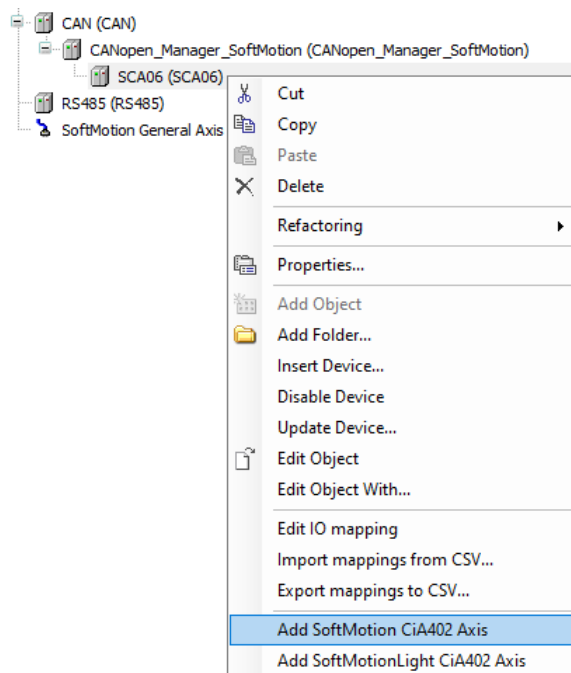 CAN (CAN)
CANopen_Manager_SoftMotion (CANopen_Manager_SoftMotion)
SCA06 (SCA06)
RS485 (RS485)
SoftMotion General Axis
Cut
Copy
Paste
Delete
Refactoring
Properties...
Add Object
Add Folder...
Insert Device...
Disable Device
Update Device...
Edit Object
Edit Object With...
Edit IO mapping
Import mappings from CSV...
Export mappings to CSV...
Add SoftMotion CiA402 Axis
Add SoftMotionLight CiA402 Axis